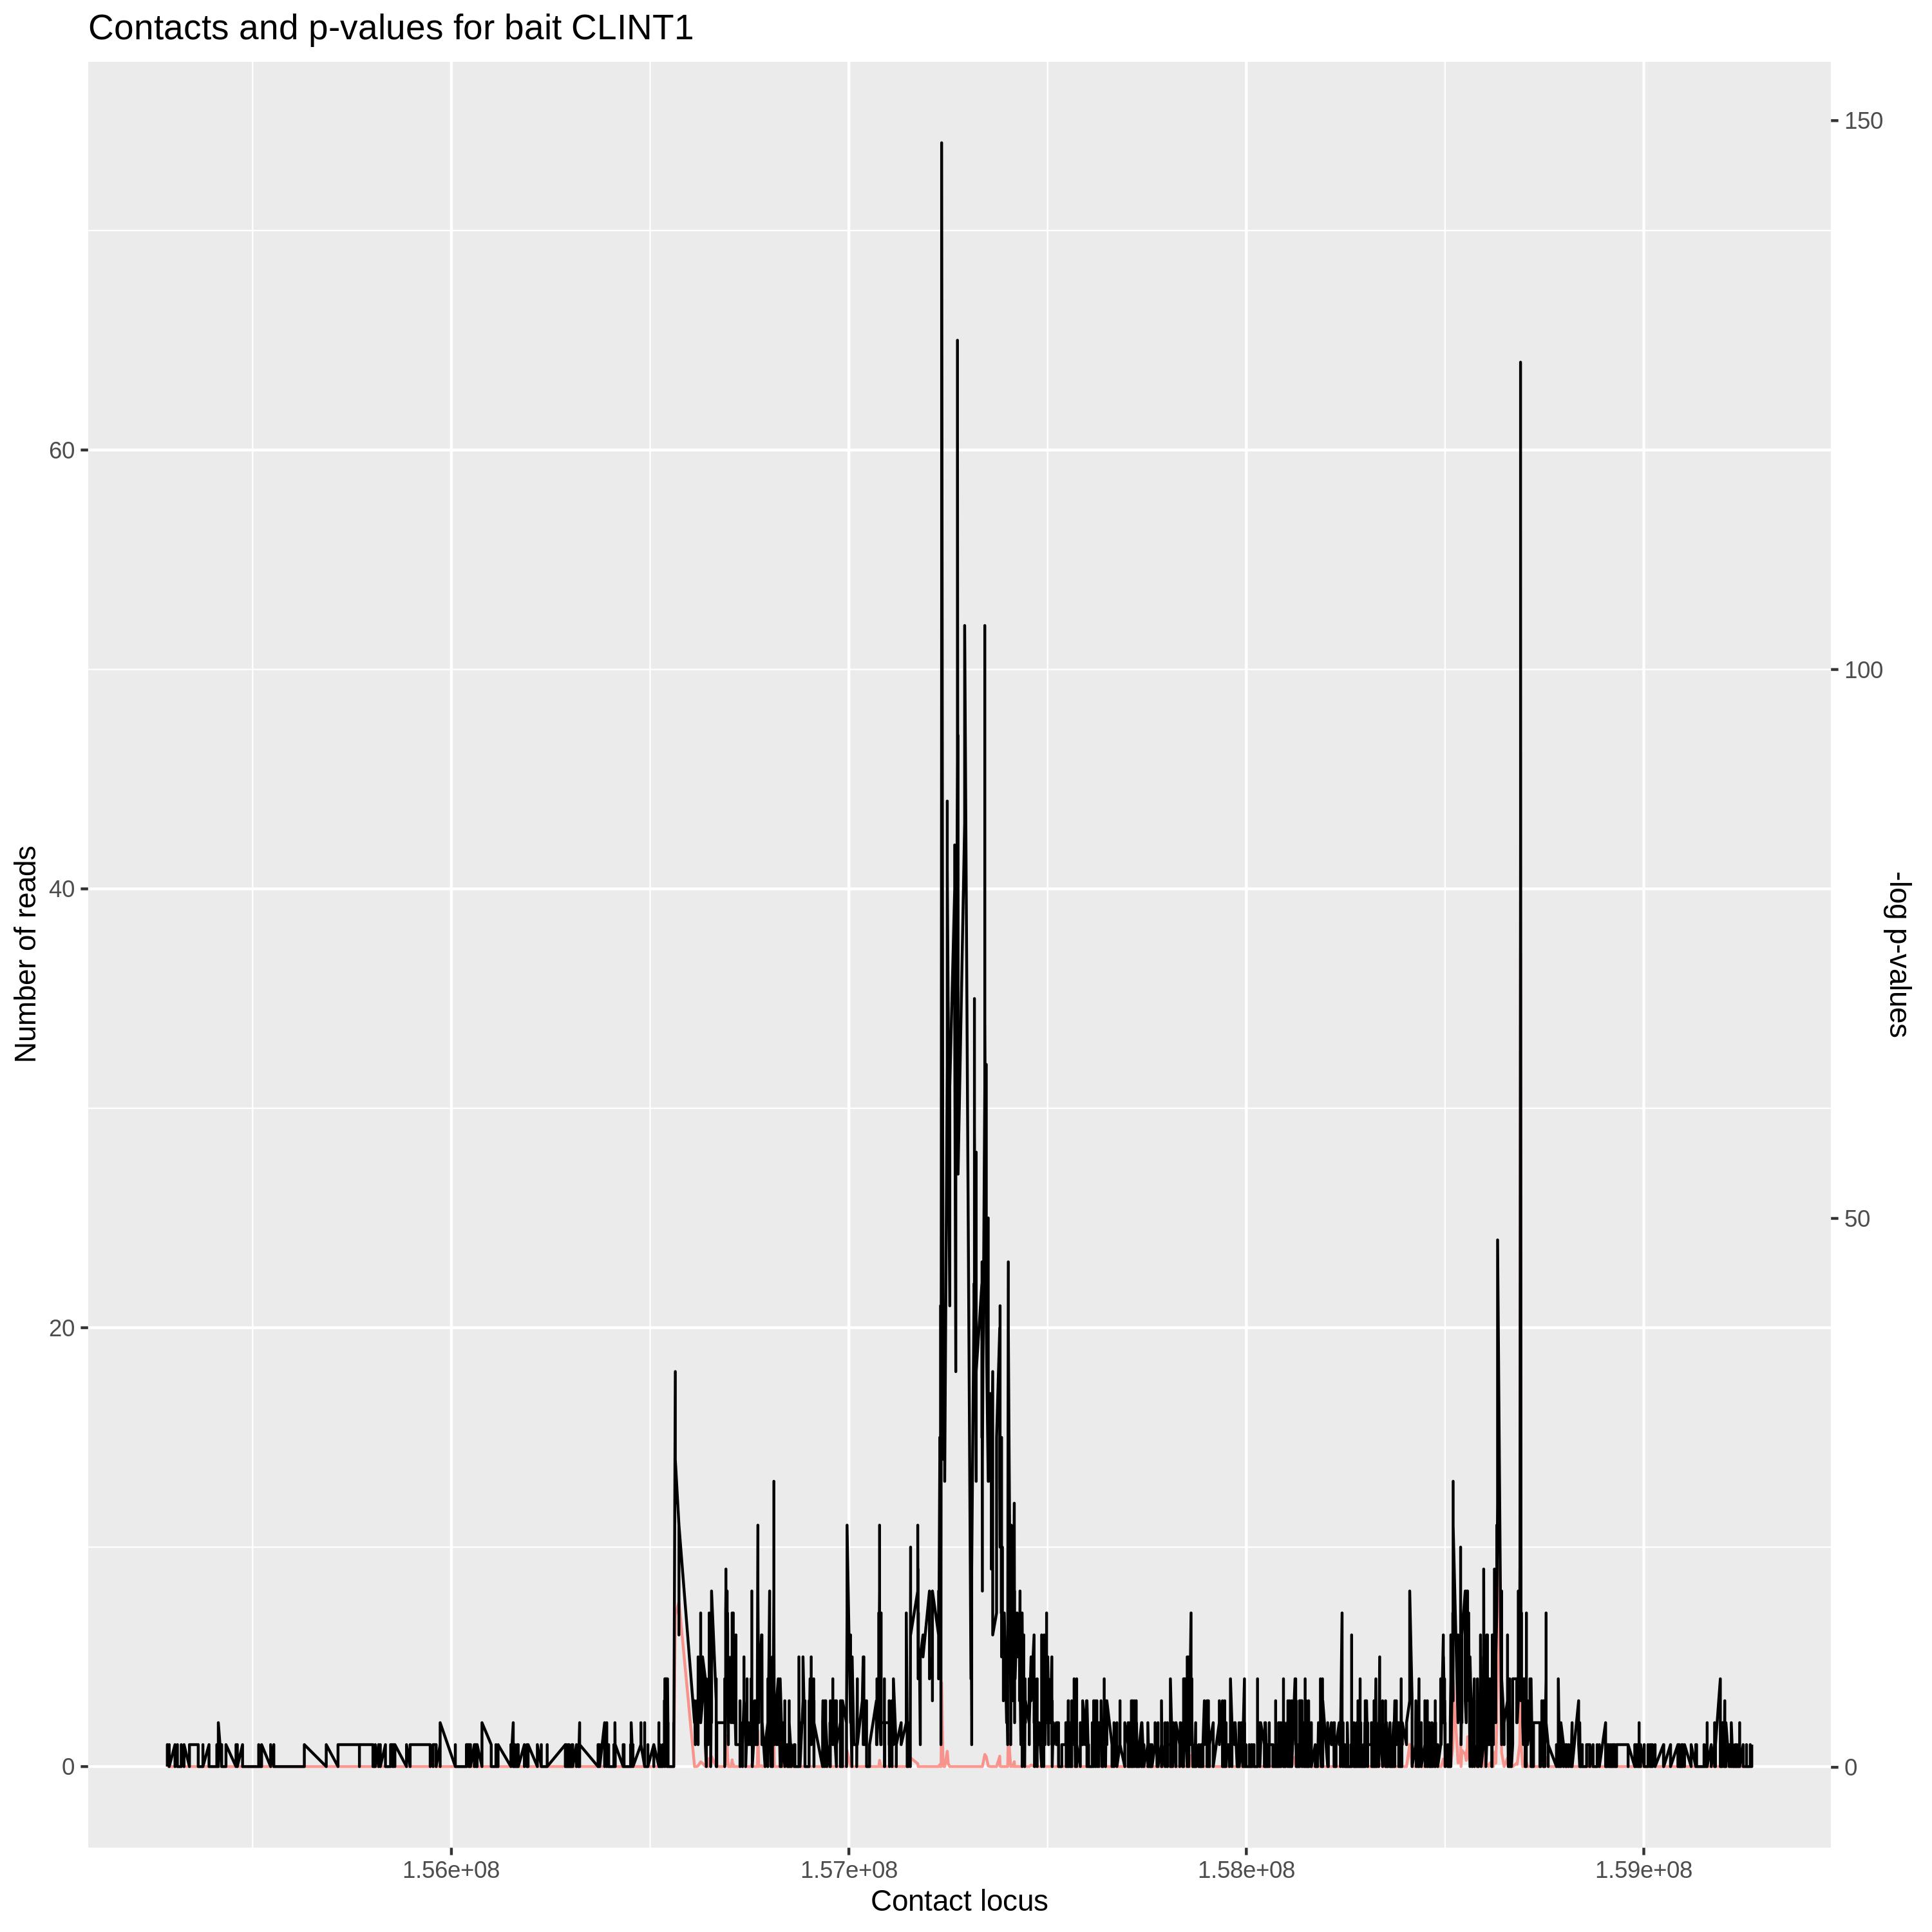 Contacts and p-values for bait CLINT1
150
60
100
Number of reads
40
-log p-values
50
20
0
0
1.56e+08
1.57e+08
1.58e+08
1.59e+08
Contact locus